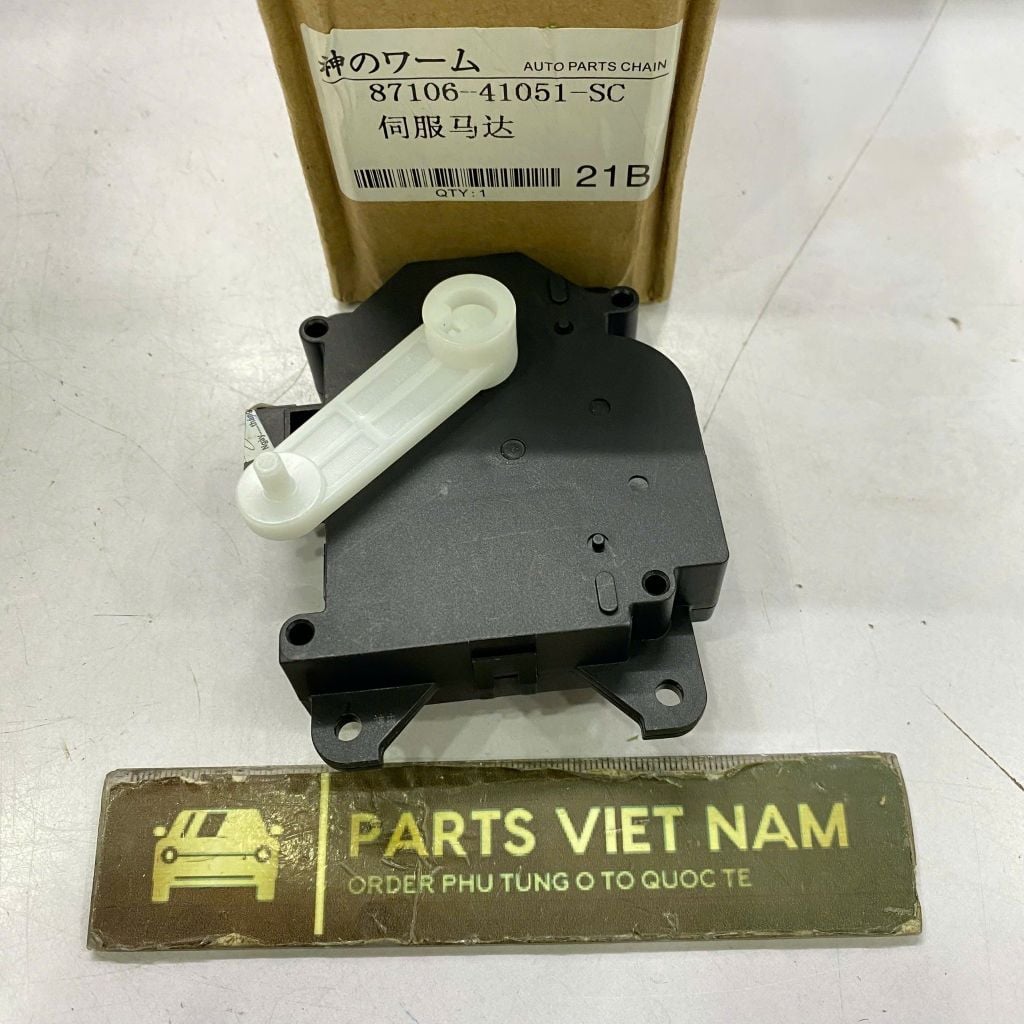 神のワーム
AUTO PARTS CHAIN
87106-41051-SC
伺服马达
21B
QTY:1
PARTS VIET NAM
ORDER PHU TUNG O TO QUOC TE